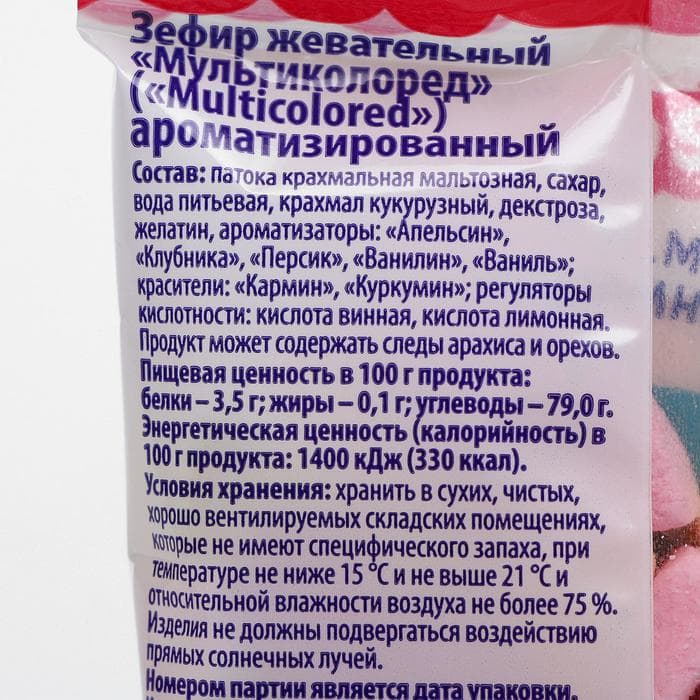 Зефир жевательный
«Мультиколоред»
(«Multicolored»)
ароматизированный
Состав: патока крахмальная мальтозная, сахар,
вода питьевая, крахмал кукурузный, декстроза,
желатин, ароматизаторы: «Апельсин»,
«Клубника», «Персик», «Ванилин», «Ваниль»;
красители: «Кармин», «Куркумин»; регуляторы
кислотности: кислота винная, кислота лимонная.
Продукт может содержать следы арахиса и орехов.
Пищевая ценность в 100 г продукта:
белки – 3,5 г; жиры – 0,1 г; углеводы – 79,0 г.
Энергетическая ценность (калорийность) в
100 г продукта: 1400 кДж (330 ккал).
Условия хранения: хранить в сухих, чистых,
хорошо вентилируемых складских помещениях,
которые не имеют специфического запаха, при
температуре не ниже 15 °С и не выше 21 °С и
относительной влажности воздуха не более 75 %.
Изделия не должны подвергаться воздействию
прямых солнечных лучей.
Номером партии является дата упаковки.